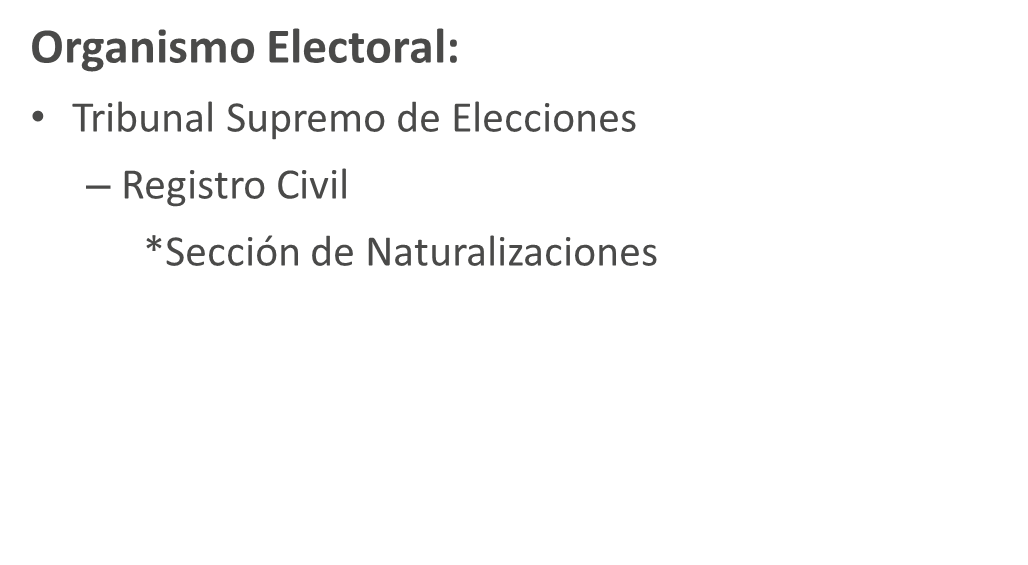 Organismo Electoral:
• Tribunal Supremo de Elecciones
– Registro Civil
*Sección de Naturalizaciones